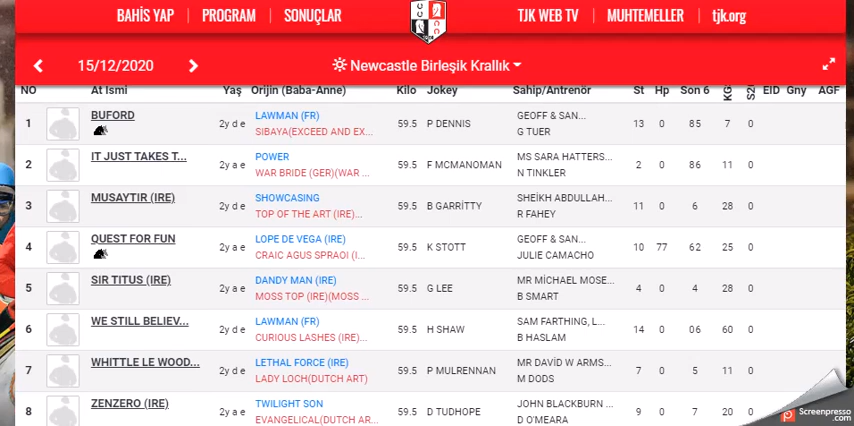 BAHİS YAP PROGRAM SONUÇLAR TJK WEB TV MUHTEMELLER tjk.org
15/12/2020 Newcastle Birleşik Krallık
NO At İsmi Yaş Orijin (Baba-Anne) Kilo Jokey Sahip/Antrenör St Hp Son 6 KG S20 EID Gny AGF
1 BUFORD 2y d e LAWMAN (FR) 59.5 P DENNIS GEOFF & SAN... 13 0 85 7 0
SIBAYA(EXCEED AND EX... G TUER
2 IT JUST TAKES T... 2y a e POWER 59.5 F MCMANOMAN MS SARA HATTERS... 2 0 86 11 0
WAR BRIDE (GER)(WAR ... N TINKLER
3 MUSAYTIR (IRE) 2y d e SHOWCASING 59.5 B GARRİTTY SHEİKH ABDULLAH... 11 0 6 28 0
TOP OF THE ART (IRE)... R FAHEY
4 QUEST FOR FUN 2y a e LOPE DE VEGA (IRE) 59.5 K STOTT GEOFF & SAN... 10 77 62 25 0
CRAIC AGUS SPRAOI (I... JULIE CAMACHO
5 SIR TITUS (IRE) 2y a e DANDY MAN (IRE) 59.5 G LEE MR MİCHAEL MOSE... 4 0 4 28 0
MOSS TOP (IRE)(MOSS ... B SMART
6 WE STILL BELIEV... 2y d e LAWMAN (FR) 59.5 H SHAW SAM FARTHING, L... 14 0 06 60 0
CURIOUS LASHES (IRE)... B HASLAM
7 WHITTLE LE WOOD... 2y d e LETHAL FORCE (IRE) 59.5 P MULRENNAN MR DAVİD W ARMS... 7 0 5 11 0
LADY LOCH(DUTCH ART) M DODS
8 ZENZERO (IRE) 2y a e TWILIGHT SON 59.5 D TUDHOPE JOHN BLACKBURN ... 9 0 7 20 0
EVANGELICAL(DUTCH AR... D O'MEARA
Screenpresso
.com